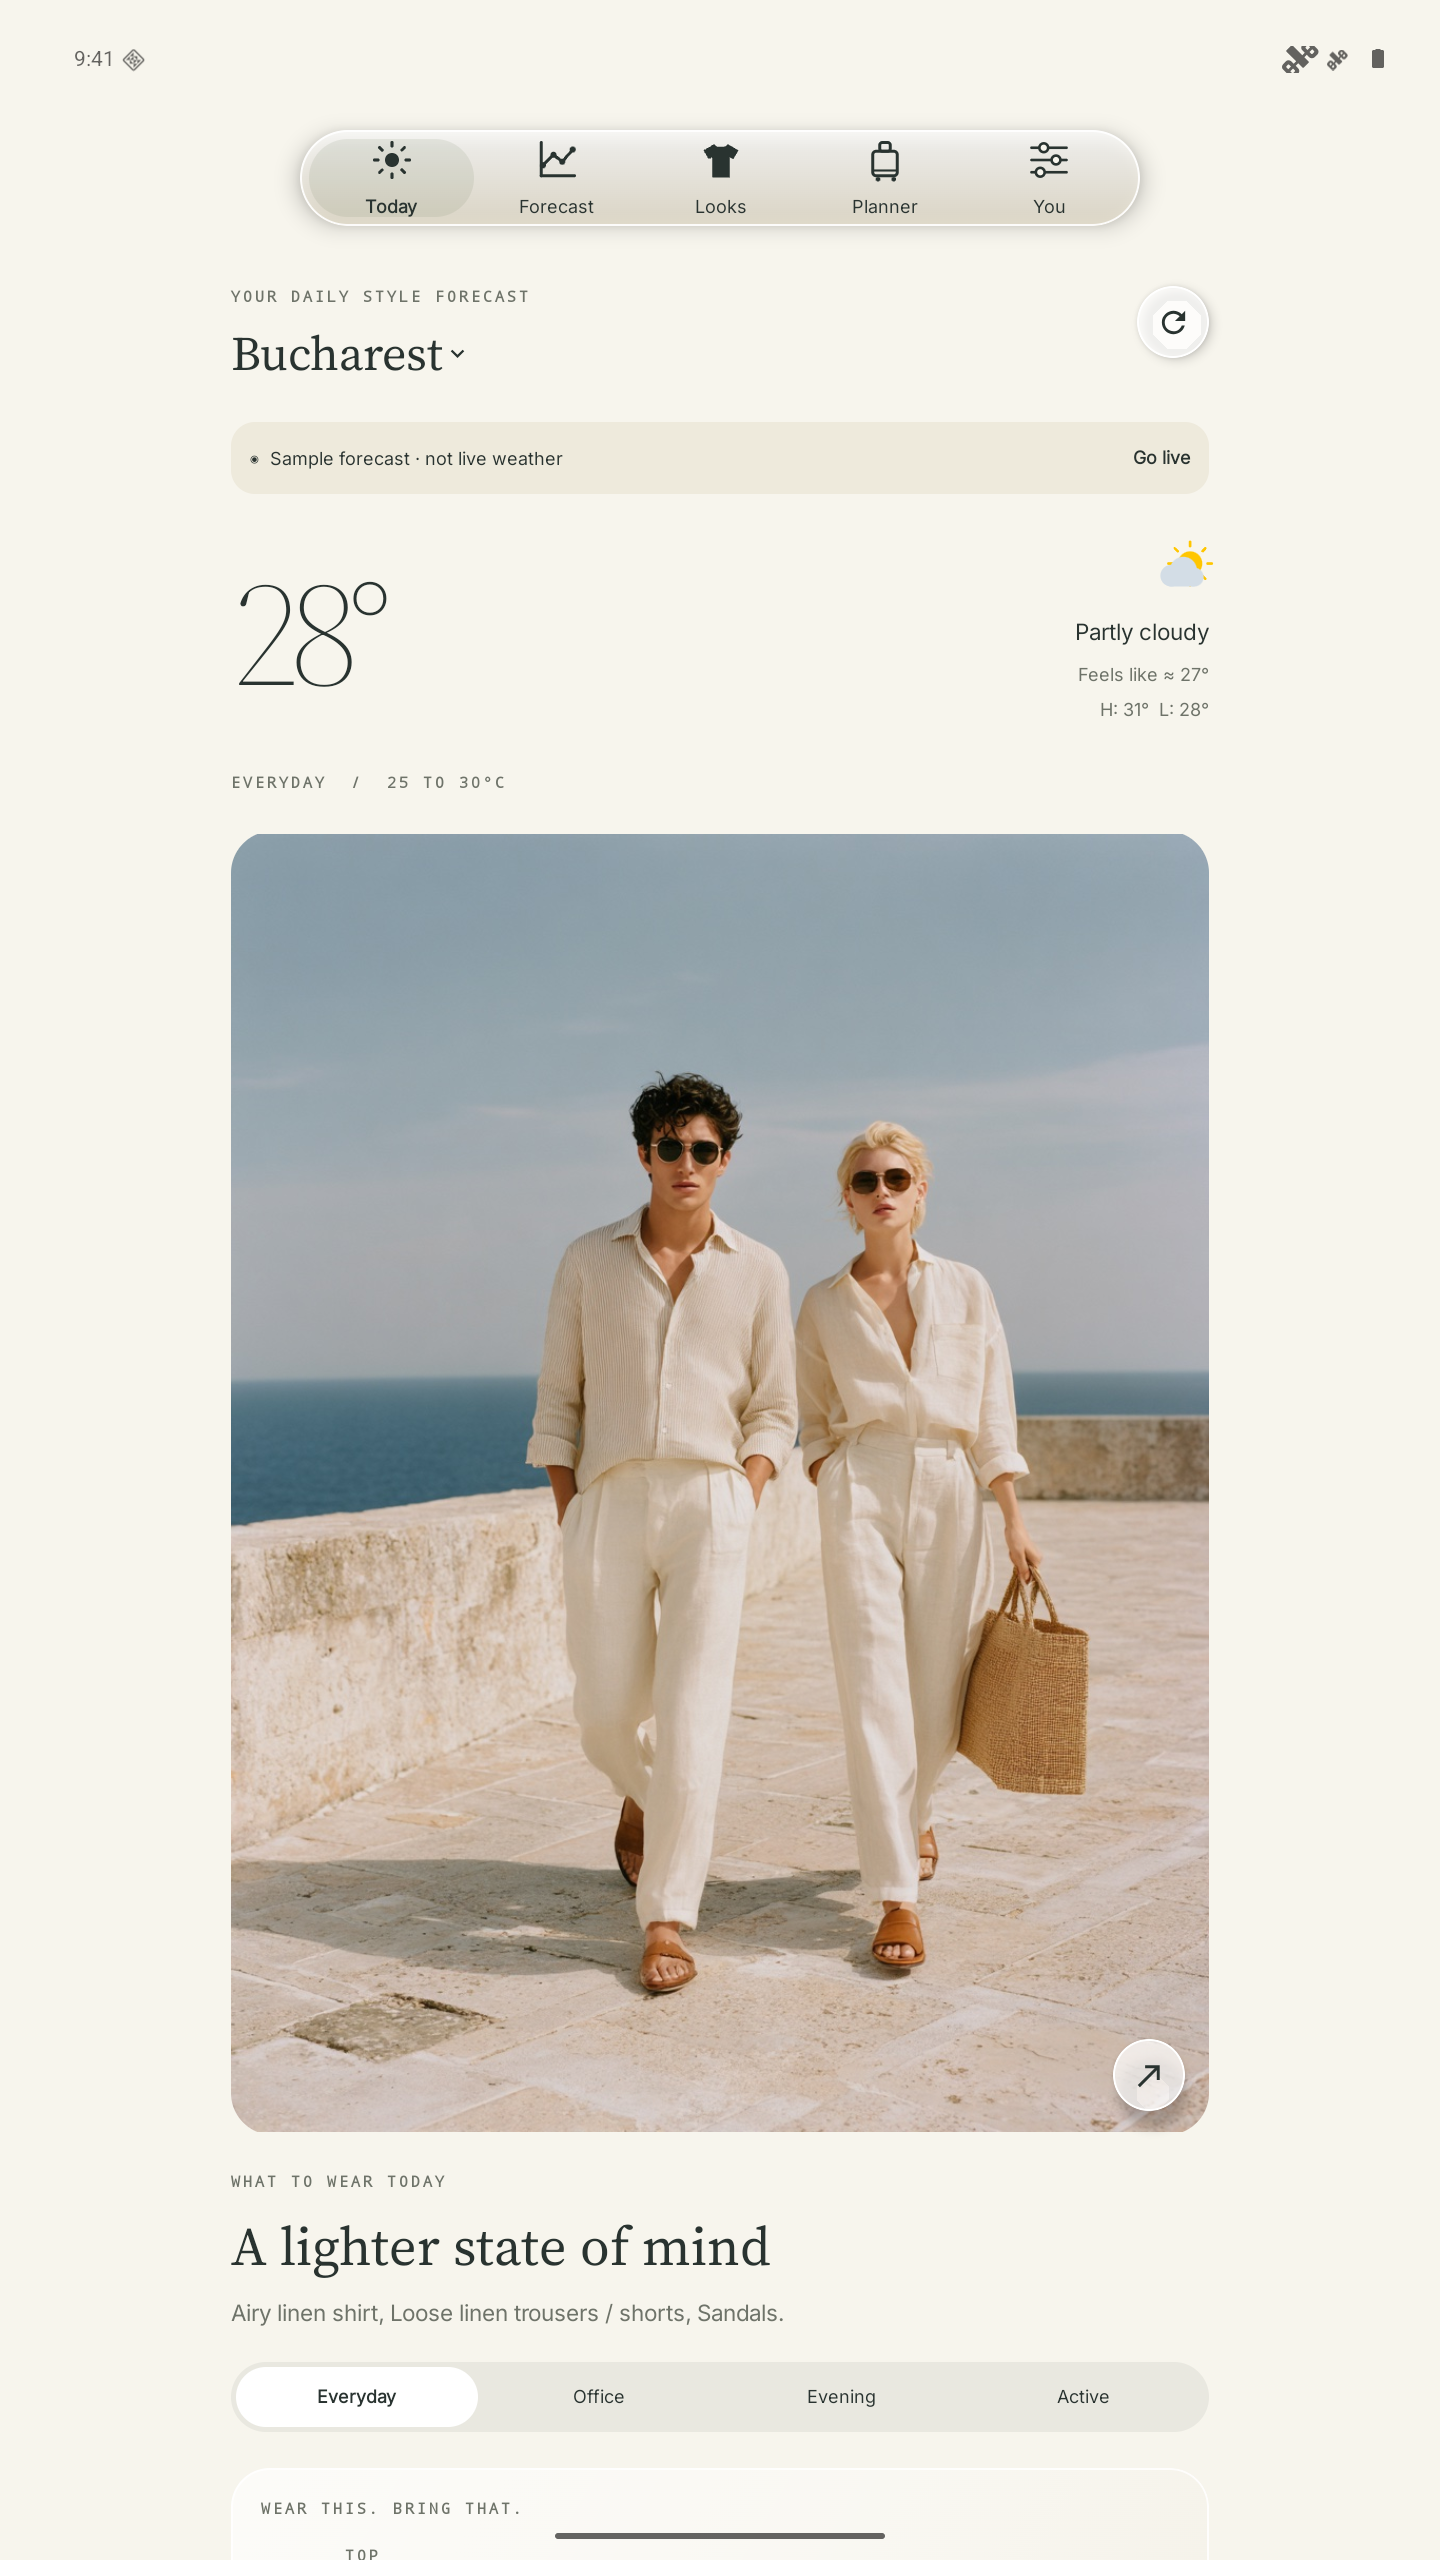 9:41
Today
Forecast
Looks
Planner
You
YOUR DAILY STYLE FORECAST
Bucharest
Sample forecast · not live weather
Go live
28°
Partly cloudy
Feels like ≈ 27°
H: 31° L: 28°
EVERYDAY / 25 TO 30°C
WHAT TO WEAR TODAY
A lighter state of mind
Airy linen shirt, Loose linen trousers / shorts, Sandals.
Everyday
Office
Evening
Active
WEAR THIS. BRING THAT.
TOP